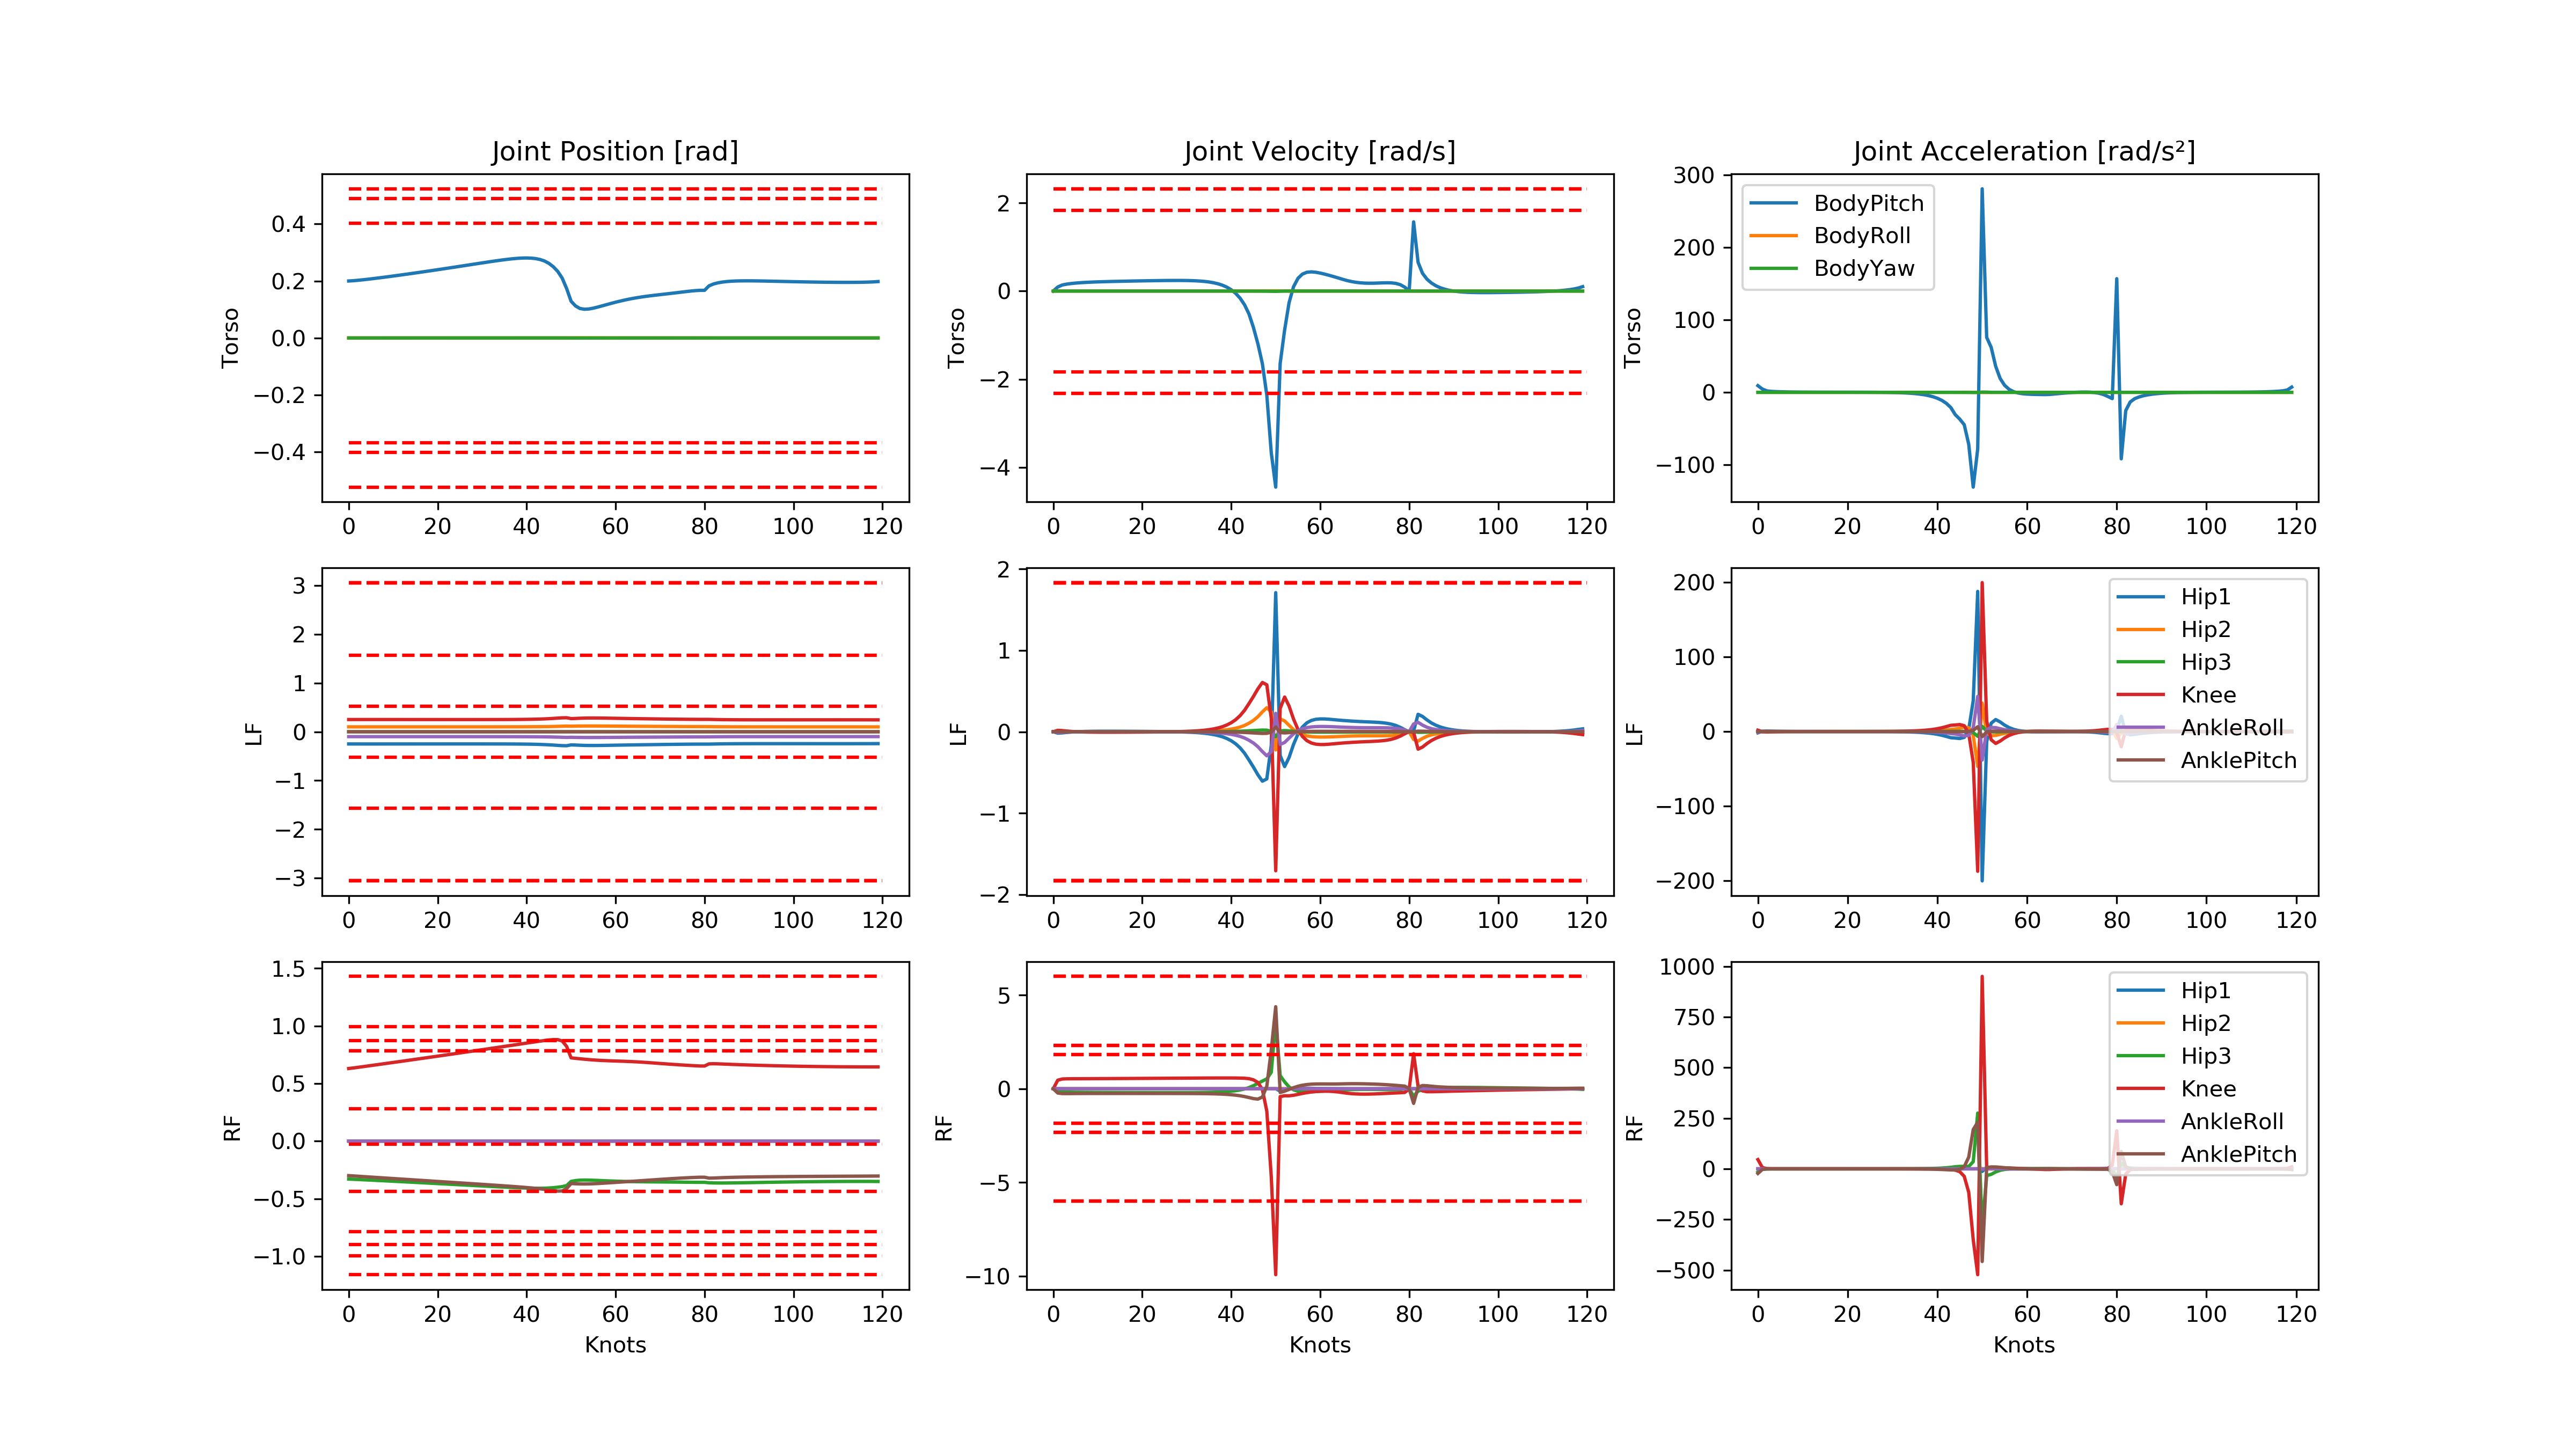 Joint Position [rad]
0.4
0.2
0.0
−0.2
−0.4
Torso
0 20 40 60 80 100 120
Joint Velocity [rad/s]
2
0
−2
−4
Torso
0 20 40 60 80 100 120
Joint Acceleration [rad/s²]
300
200
100
0
−100
Torso
BodyPitch
BodyRoll
BodyYaw
0 20 40 60 80 100 120
3
2
1
0
−1
−2
−3
LF
0 20 40 60 80 100 120
2
1
0
−1
−2
LF
0 20 40 60 80 100 120
200
100
0
−100
−200
LF
Hip1
Hip2
Hip3
Knee
AnkleRoll
AnklePitch
0 20 40 60 80 100 120
1.5
1.0
0.5
0.0
−0.5
−1.0
RF
0 20 40 60 80 100 120
Knots
5
0
−5
−10
RF
0 20 40 60 80 100 120
Knots
1000
750
500
250
0
−250
−500
RF
Hip1
Hip2
Hip3
Knee
AnkleRoll
AnklePitch
0 20 40 60 80 100 120
Knots